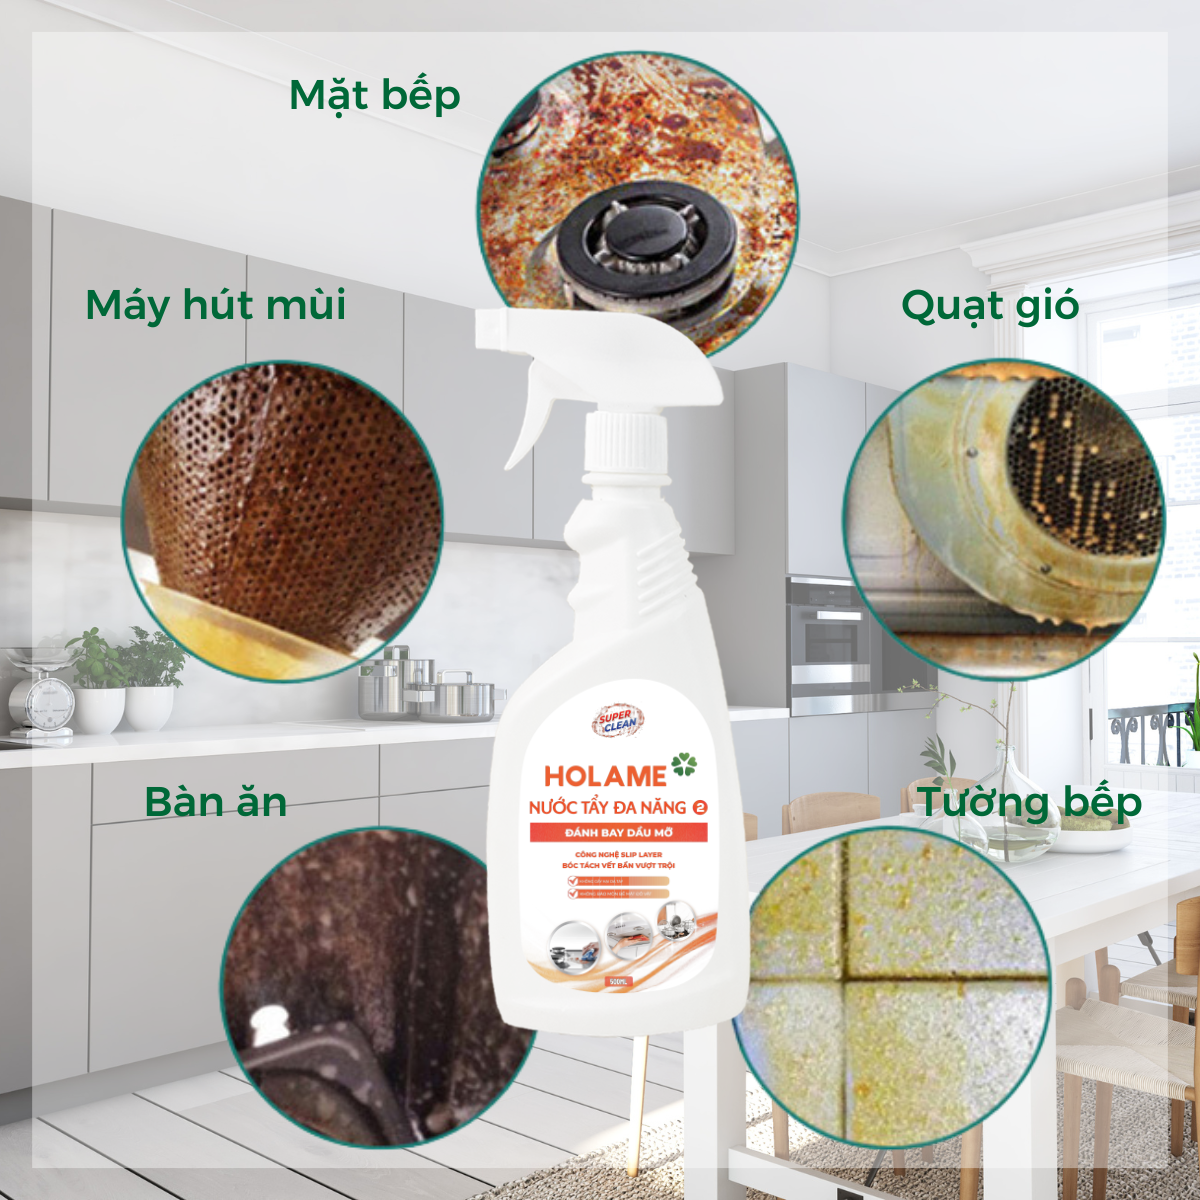 Mặt bếp
Máy hút mùi
Quạt gió
Bàn ăn
Tường bếp
SUPER
CLEAN
HOLAME
NƯỚC TẨY ĐA NĂNG 2
ĐÁNH BAY DẦU MỠ
CÔNG NGHỆ SLIP LAYER
BÓC TÁCH VẾT BẨN VƯỢT TRỘI
500ML